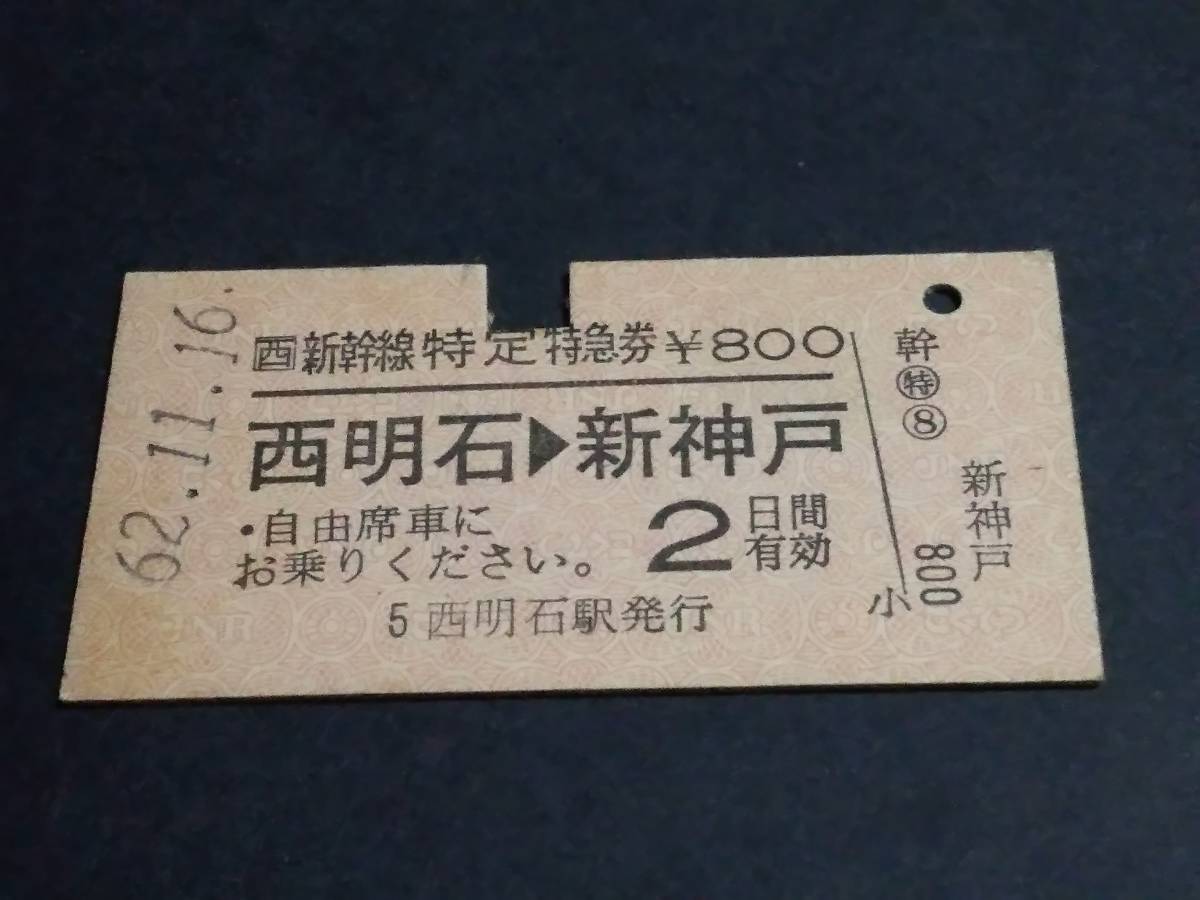 62.11.16.
□西 新幹線特定特急券 ¥800
西明石▶新神戸
・自由席車に
お乗りください。
2日間有効
5 西明石駅発行
幹
㊕
⑧
新神戸
小
800